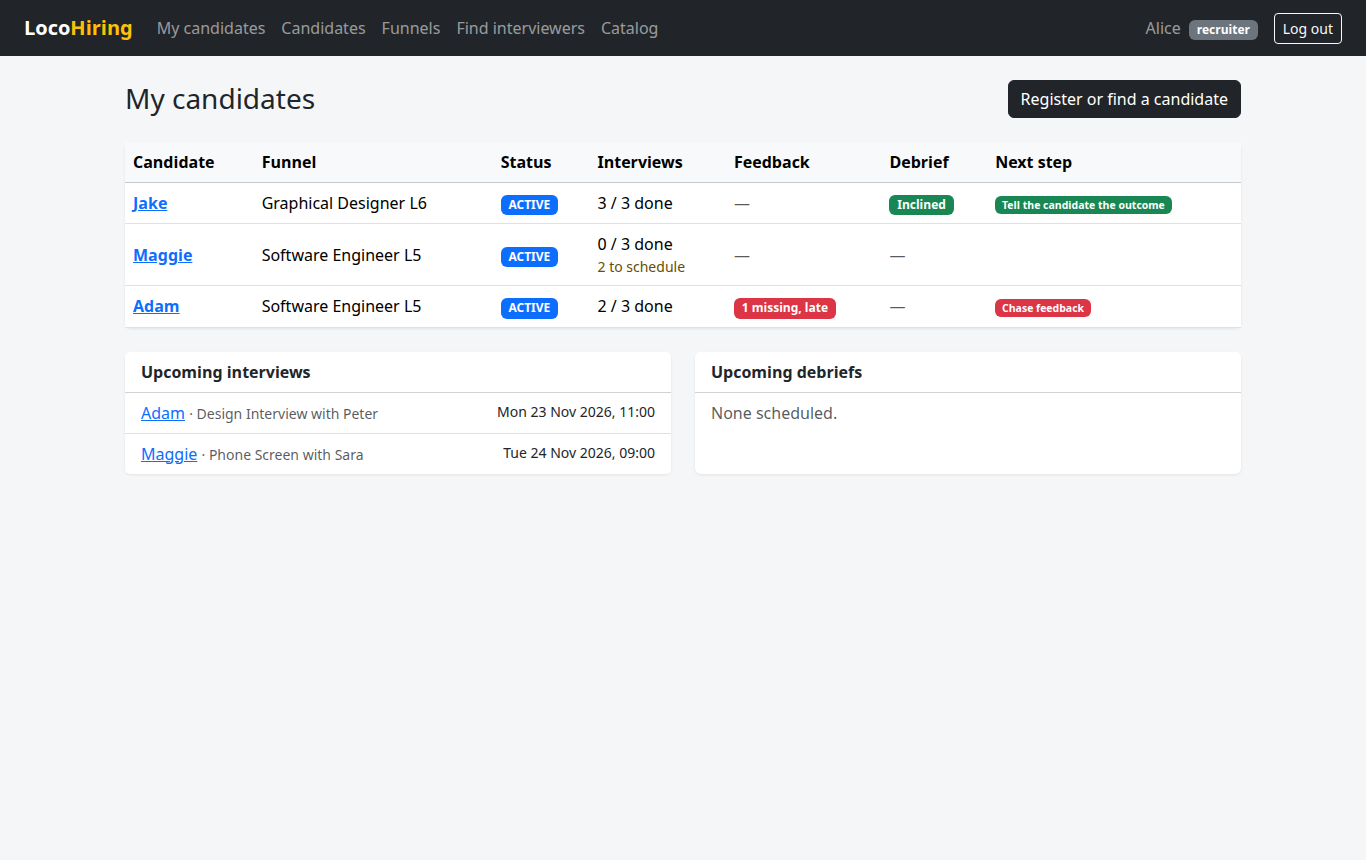 LocoHiring My candidates Candidates Funnels Find interviewers Catalog Alice recruiter Log out
My candidates Register or find a candidate
Candidate Funnel Status Interviews Feedback Debrief Next step
Jake Graphical Designer L6 ACTIVE 3 / 3 done — Inclined Tell the candidate the outcome
Maggie Software Engineer L5 ACTIVE 0 / 3 done — —
2 to schedule
Adam Software Engineer L5 ACTIVE 2 / 3 done 1 missing, late — Chase feedback
Upcoming interviews
Adam · Design Interview with Peter Mon 23 Nov 2026, 11:00
Maggie · Phone Screen with Sara Tue 24 Nov 2026, 09:00
Upcoming debriefs
None scheduled.